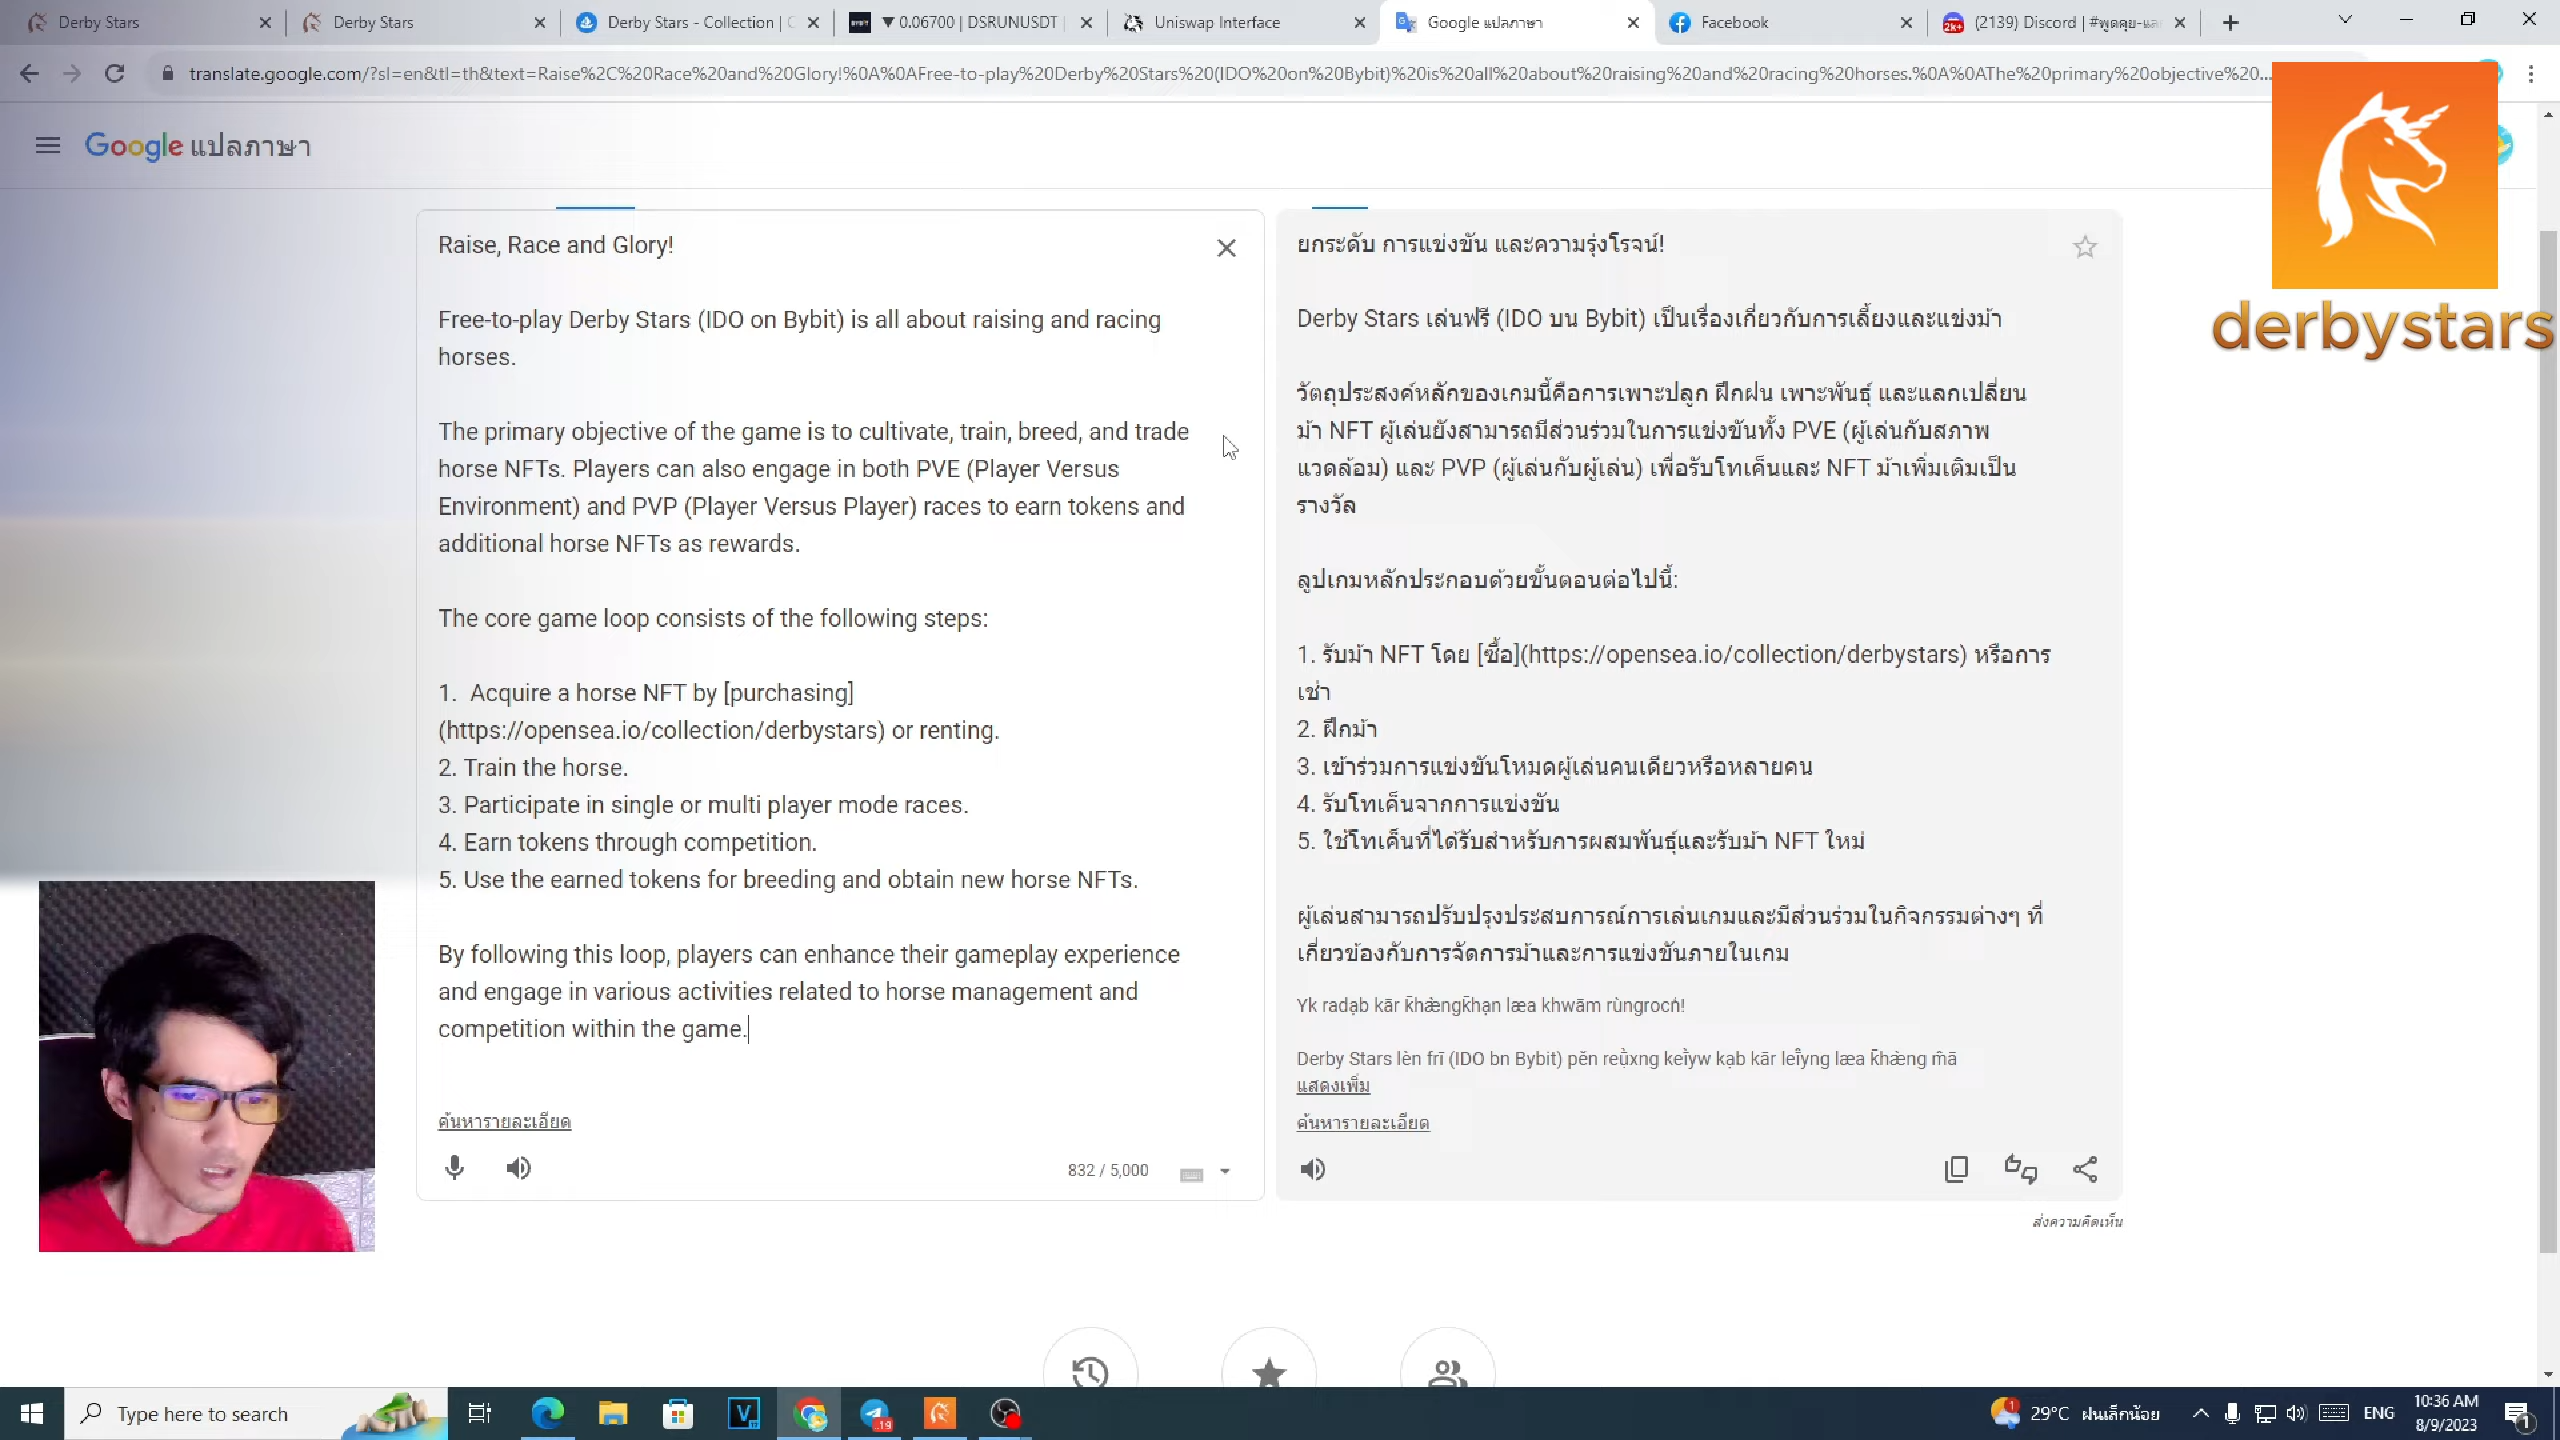 Derby Stars
Derby Stars
Derby Stars - Collection |
▼ 0.06700 | DSRUNUSDT |
Uniswap Interface
Google แปลภาษา
Facebook
(2139) Discord | #พูดคุย-แล
translate.google.com/?sl=en&tl=th&text=Raise%2C%20Race%20and%20Glory!%0A%0AFree-to-play%20Derby%20Stars%20(IDO%20on%20Bybit)%20is%20all%20about%20raising%20and%20racing%20horses.%0A%0AThe%20primary%20objective%20...
Google แปลภาษา
derbystars
Raise, Race and Glory!
Free-to-play Derby Stars (IDO on Bybit) is all about raising and racing
horses.
The primary objective of the game is to cultivate, train, breed, and trade
horse NFTs. Players can also engage in both PVE (Player Versus
Environment) and PVP (Player Versus Player) races to earn tokens and
additional horse NFTs as rewards.
The core game loop consists of the following steps:
1.  Acquire a horse NFT by [purchasing]
(https://opensea.io/collection/derbystars) or renting.
2. Train the horse.
3. Participate in single or multi player mode races.
4. Earn tokens through competition.
5. Use the earned tokens for breeding and obtain new horse NFTs.
By following this loop, players can enhance their gameplay experience
and engage in various activities related to horse management and
competition within the game.
ค้นหารายละเอียด
832 / 5,000
ยกระดับ การแข่งขัน และความรุ่งโรจน์!
Derby Stars เล่นฟรี (IDO บน Bybit) เป็นเรื่องเกี่ยวกับการเลี้ยงและแข่งม้า
วัตถุประสงค์หลักของเกมนี้คือการเพาะปลูก ฝึกฝน เพาะพันธุ์ และแลกเปลี่ยน
ม้า NFT ผู้เล่นยังสามารถมีส่วนร่วมในการแข่งขันทั้ง PVE (ผู้เล่นกับสภาพ
แวดล้อม) และ PVP (ผู้เล่นกับผู้เล่น) เพื่อรับโทเค็นและ NFT ม้าเพิ่มเติมเป็น
รางวัล
ลูปเกมหลักประกอบด้วยขั้นตอนต่อไปนี้:
1. รับม้า NFT โดย [ซื้อ](https://opensea.io/collection/derbystars) หรือการ
เช่า
2. ฝึกม้า
3. เข้าร่วมการแข่งขันโหมดผู้เล่นคนเดียวหรือหลายคน
4. รับโทเค็นจากการแข่งขัน
5. ใช้โทเค็นที่ได้รับสำหรับการผสมพันธุ์และรับม้า NFT ใหม่
ผู้เล่นสามารถปรับปรุงประสบการณ์การเล่นเกมและมีส่วนร่วมในกิจกรรมต่างๆ ที่
เกี่ยวข้องกับการจัดการม้าและการแข่งขันภายในเกม
Yk radạb kār k̄hæ̀ngk̄hạn læa khwām rùngrocń!
Derby Stars lèn frī (IDO bn Bybit) pĕn reụ̄̀xng keī̀yw kạb kār leī̂yng læa k̄hæ̀ng m̂ā
แสดงเพิ่ม
ค้นหารายละเอียด
ส่งความคิดเห็น
Type here to search
.19
29°C ฝนเล็กน้อย
ENG
10:36 AM
8/9/2023
1